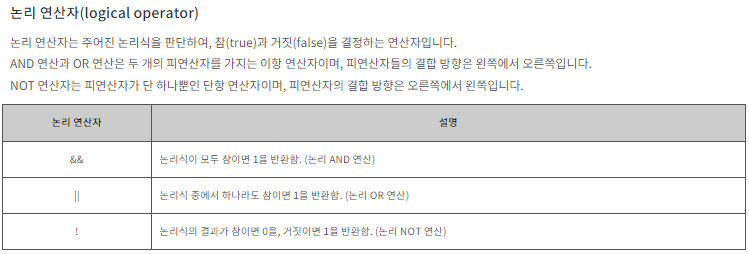 논리 연산자(logical operator)
논리 연산자는 주어진 논리식을 판단하여, 참(true)과 거짓(false)을 결정하는 연산자입니다.
AND 연산과 OR 연산은 두 개의 피연산자를 가지는 이항 연산자이며, 피연산자들의 결합 방향은 왼쪽에서 오른쪽입니다.
NOT 연산자는 피연산자가 단 하나뿐인 단항 연산자이며, 피연산자의 결합 방향은 오른쪽에서 왼쪽입니다.
논리 연산자 설명
&& 논리식이 모두 참이면 1을 반환함. (논리 AND 연산)
|| 논리식 중에서 하나라도 참이면 1을 반환함. (논리 OR 연산)
! 논리식의 결과가 참이면 0을, 거짓이면 1을 반환함. (논리 NOT 연산)